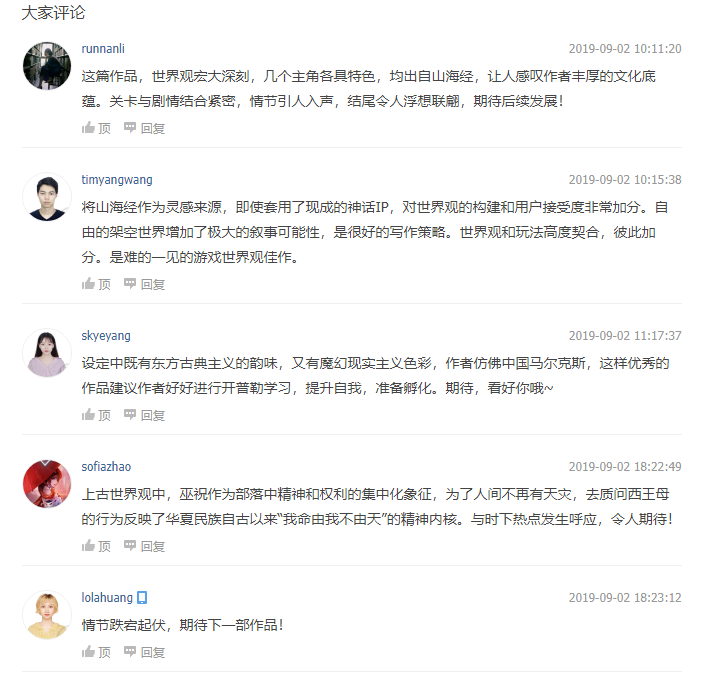 大家评论
runnanli 2019-09-02 10:11:20
这篇作品，世界观宏大深刻，几个主角各具特色，均出自山海经，让人感叹作者丰厚的文化底
蕴。关卡与剧情结合紧密，情节引人入声，结尾令人浮想联翩，期待后续发展！
顶 回复
timyangwang 2019-09-02 10:15:38
将山海经作为灵感来源，即使套用了现成的神话IP，对世界观的构建和用户接受度非常加分。自
由的架空世界增加了极大的叙事可能性，是很好的写作策略。世界观和玩法高度契合，彼此加
分。是难的一见的游戏世界观佳作。
顶 回复
skyeyang 2019-09-02 11:17:37
设定中既有东方古典主义的韵味，又有魔幻现实主义色彩，作者仿佛中国马尔克斯，这样优秀的
作品建议作者好好进行开普勒学习，提升自我，准备孵化。期待，看好你哦~
顶 回复
sofiazhao 2019-09-02 18:22:49
上古世界观中，巫祝作为部落中精神和权利的集中化象征，为了人间不再有天灾，去质问西王母
的行为反映了华夏民族自古以来“我命由我不由天”的精神内核。与时下热点发生呼应，令人期待！
顶 回复
lolahuang 2019-09-02 18:23:12
情节跌宕起伏，期待下一部作品！
顶 回复